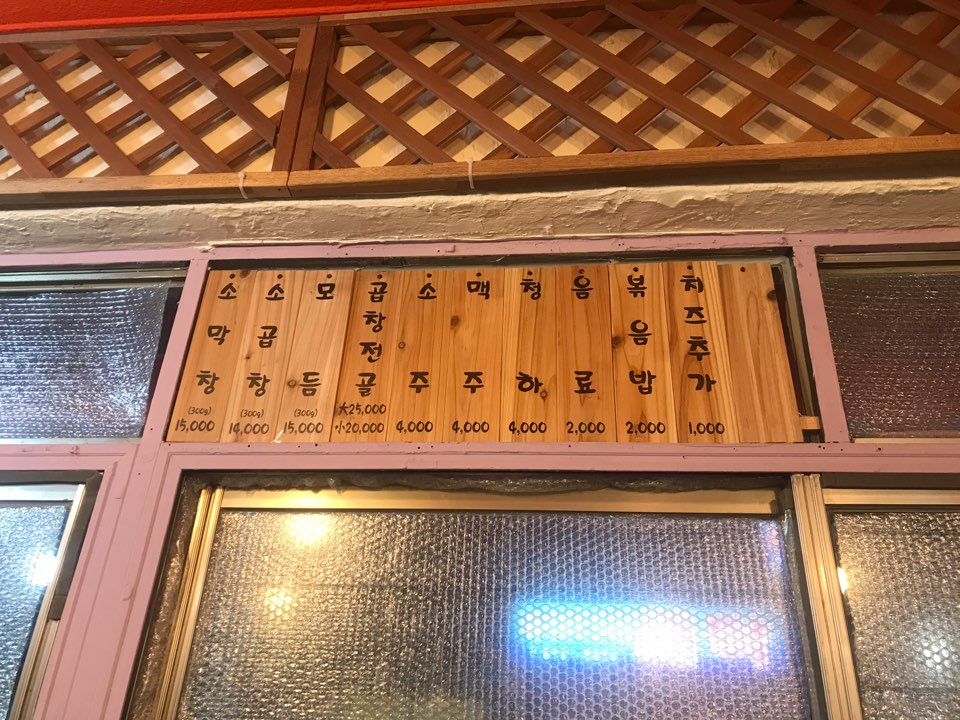 소막창 (300g) 15,000
소곱창 (300g) 14,000
모듬 (300g) 15,000
곱창전골 大25,000 小20,000
소주 4,000
맥주 4,000
청하 4,000
음료 2,000
볶음밥 2,000
치즈추가 1,000